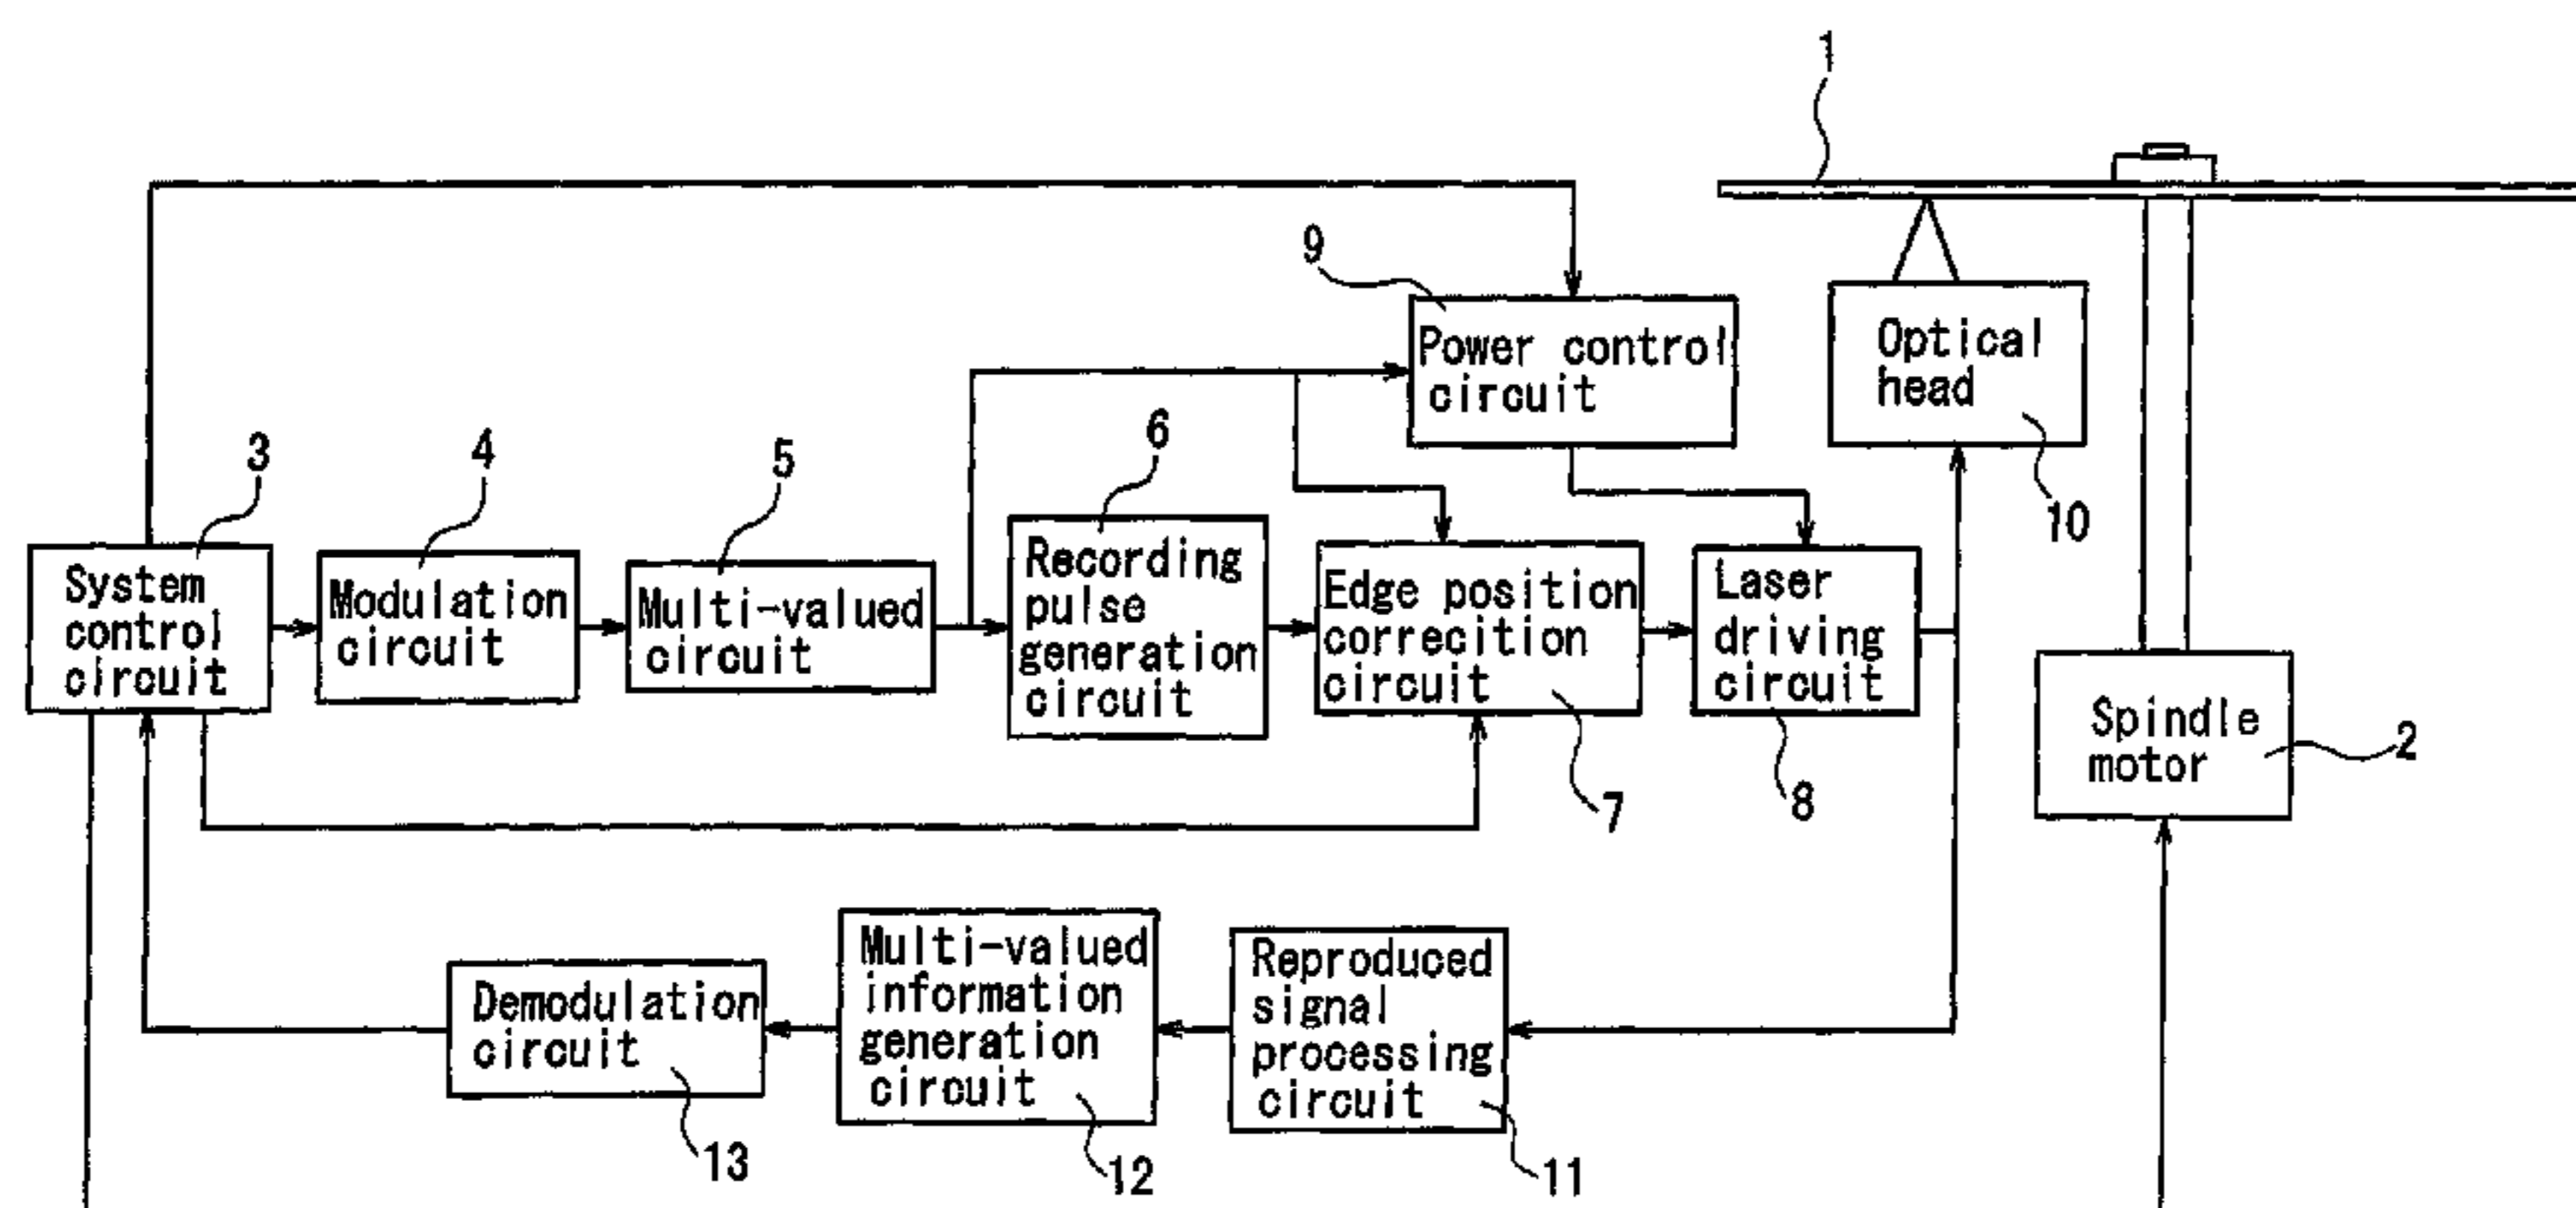 1
9
Power control
circuit
Optical
head
10
3
System
control
circuit
4
Modulation
circuit
5
Multi-valued
circuit
6
Recording
pulse
generation
circuit
Edge position
correcition
circuit
7
Laser
driving
circuit
8
Spindle
motor
2
Demodulation
circuit
13
Multi-valued
information
generation
circuit
12
Reproduced
signal
processing
circuit
11